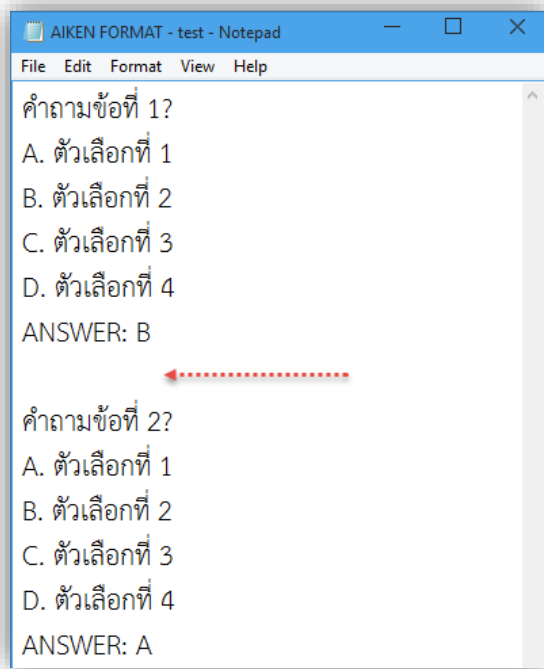 AIKEN FORMAT - test - Notepad
File Edit Format View Help
คำถามข้อที่ 1?
A. ตัวเลือกที่ 1
B. ตัวเลือกที่ 2
C. ตัวเลือกที่ 3
D. ตัวเลือกที่ 4
ANSWER: B
คำถามข้อที่ 2?
A. ตัวเลือกที่ 1
B. ตัวเลือกที่ 2
C. ตัวเลือกที่ 3
D. ตัวเลือกที่ 4
ANSWER: A